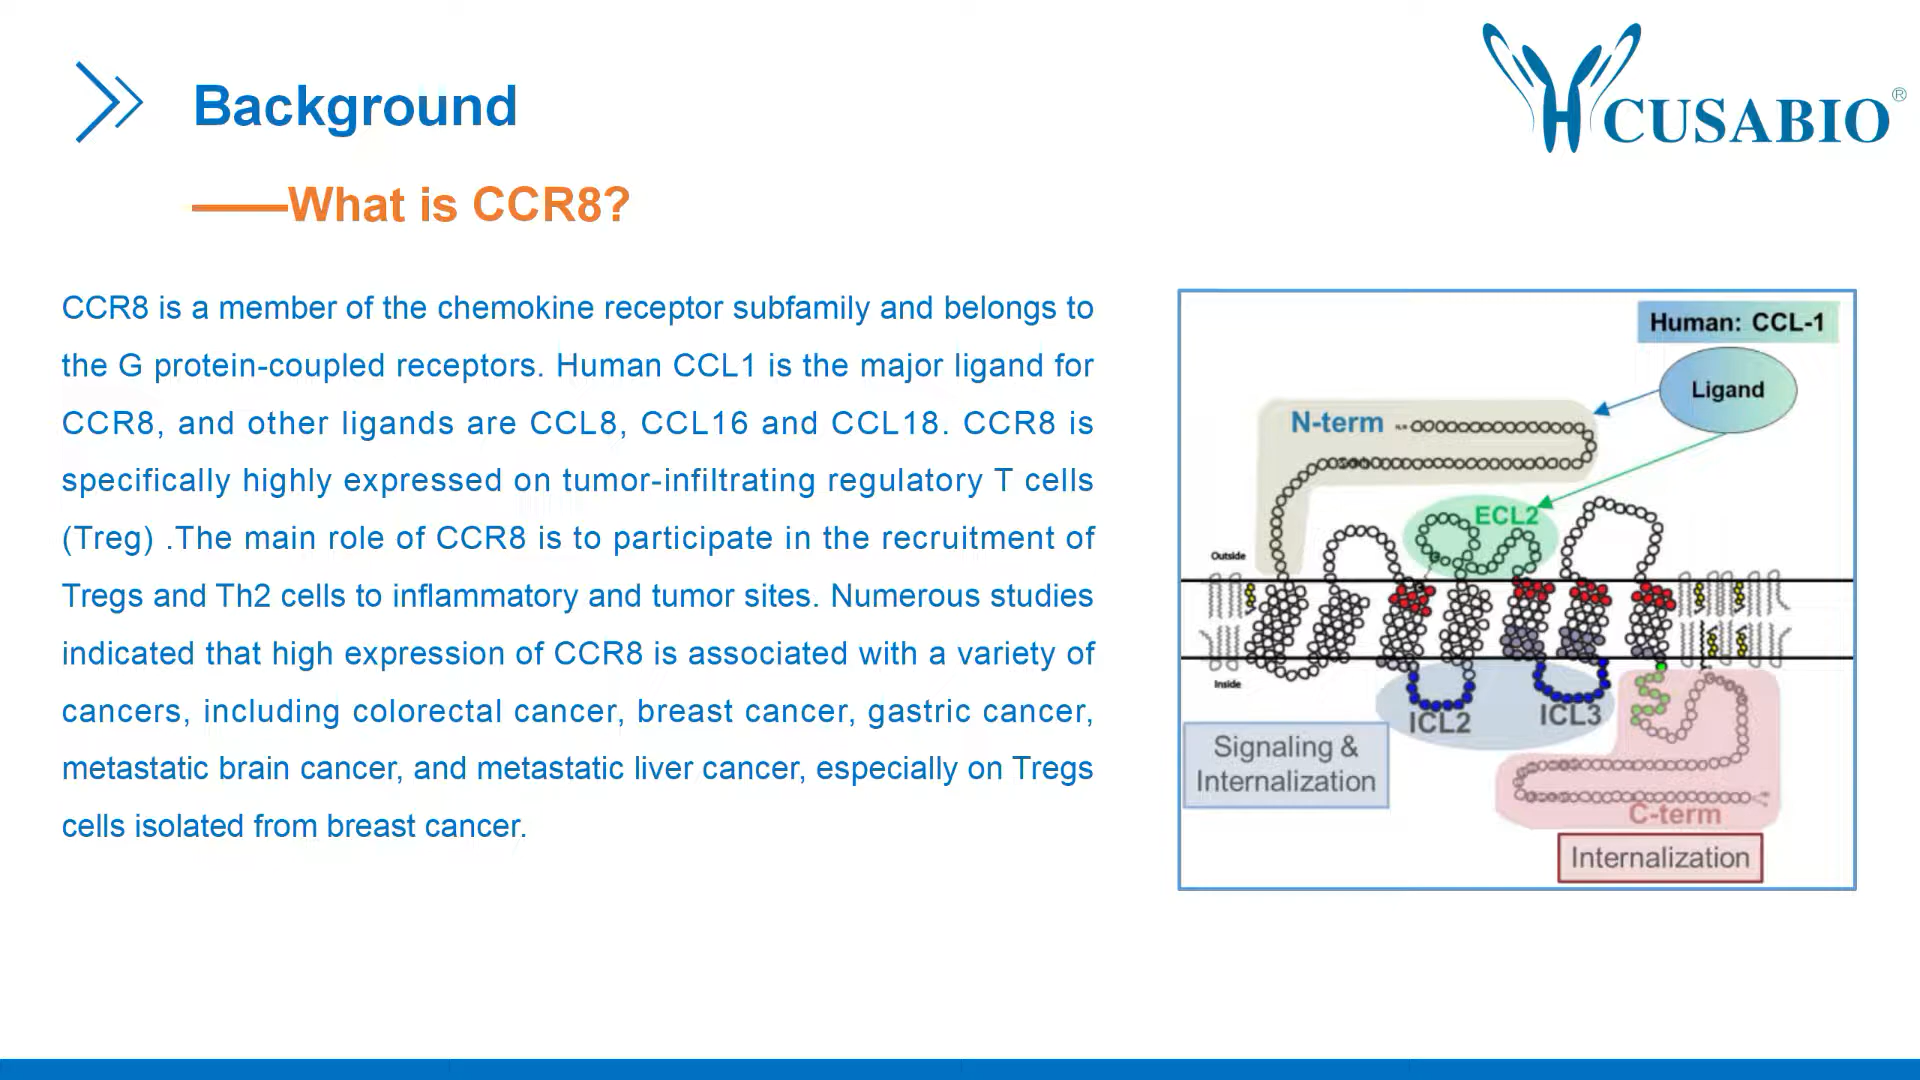 Background
CUSABIO®
——What is CCR8?
CCR8 is a member of the chemokine receptor subfamily and belongs to
the G protein-coupled receptors. Human CCL1 is the major ligand for
CCR8, and other ligands are CCL8, CCL16 and CCL18. CCR8 is
specifically highly expressed on tumor-infiltrating regulatory T cells
(Treg) .The main role of CCR8 is to participate in the recruitment of
Tregs and Th2 cells to inflammatory and tumor sites. Numerous studies
indicated that high expression of CCR8 is associated with a variety of
cancers, including colorectal cancer, breast cancer, gastric cancer,
metastatic brain cancer, and metastatic liver cancer, especially on Tregs
cells isolated from breast cancer.
Human: CCL-1
Ligand
N-term
ECL2
Outside
Inside
ICL2
ICL3
Signaling &
Internalization
C-term
Internalization